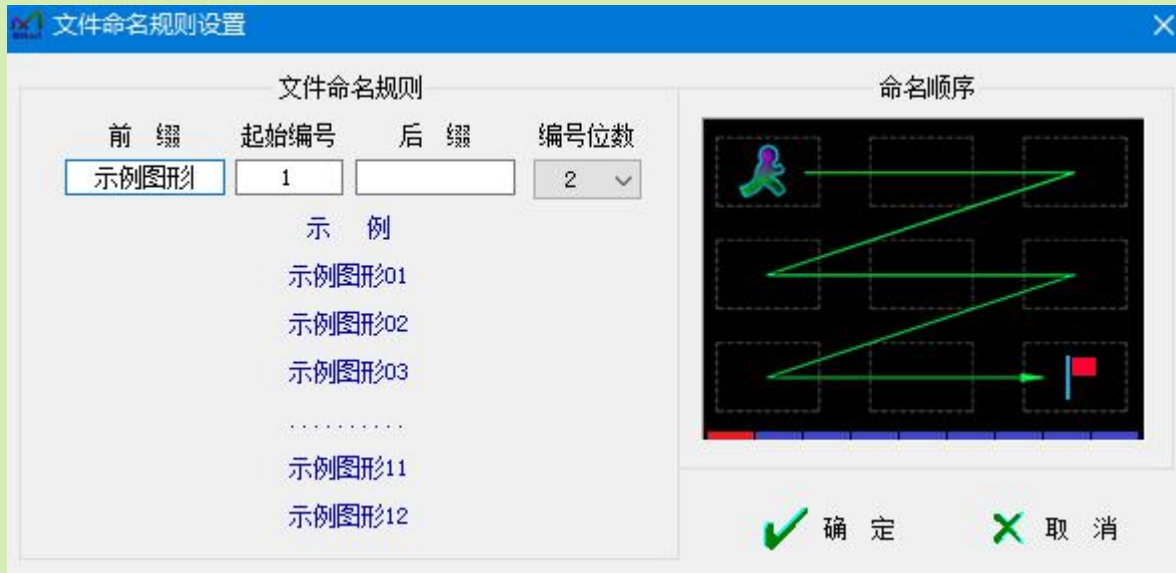 文件命名规则设置
文件命名规则
命名顺序
前 缀 起始编号 后 缀 编号位数
示例图形 1 2
示 例
示例图形01
示例图形02
示例图形03
..........
示例图形11
示例图形12
确 定 取 消